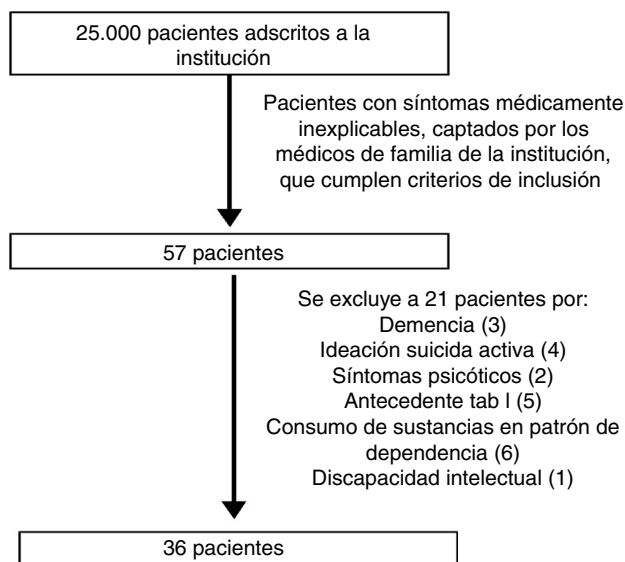 25.000 pacientes adscritos a la
institución
Pacientes con síntomas médicamente
inexplicables, captados por los
médicos de familia de la institución,
que cumplen criterios de inclusión
57 pacientes
Se excluye a 21 pacientes por:
Demencia (3)
Ideación suicida activa (4)
Síntomas psicóticos (2)
Antecedente tab I (5)
Consumo de sustancias en patrón de
dependencia (6)
Discapacidad intelectual (1)
36 pacientes